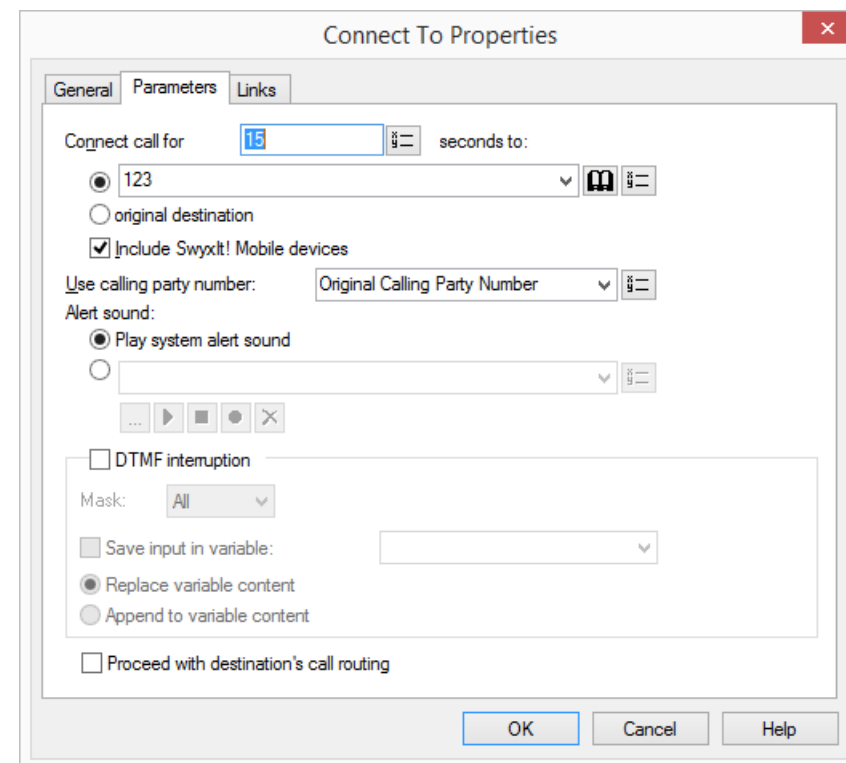 Connect To Properties
General Parameters Links
Connect call for 15 seconds to:
123
original destination
Include SwyxIt! Mobile devices
Use calling party number: Original Calling Party Number
Alert sound:
Play system alert sound
...
DTMF interruption
Mask: All
Save input in variable:
Replace variable content
Append to variable content
Proceed with destination's call routing
OK Cancel Help